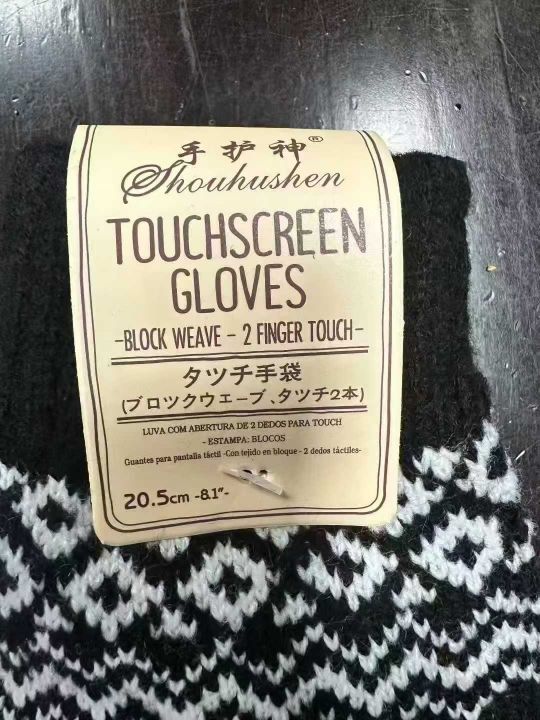 手护神®
Shouhushen
TOUCHSCREEN
GLOVES
-BLOCK WEAVE - 2 FINGER TOUCH-
タツチ手袋
(ブロツクウエーブ、タツチ2本)
LUVA COM ABERTURA DE 2 DEDOS PARA TOUCH
- ESTAMPA: BLOCOS
Guantes para pantalla táctil -Con tejido en bloque - 2 dedos táctiles-
20.5cm -8.1"-